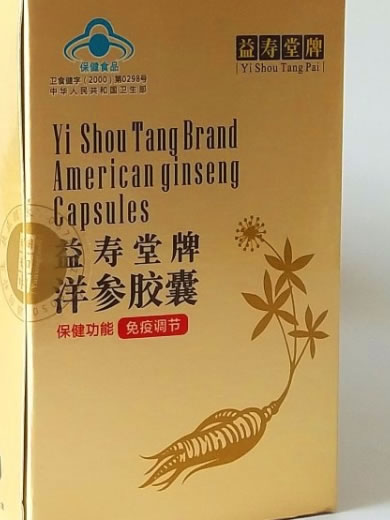 保健食品
卫食健字(2000)第0298号
中华人民共和国卫生部
益寿堂牌
Yi Shou Tang Pai
Yi Shou Tang Brand
American ginseng
Capsules
益寿堂牌
洋参胶囊
保健功能 免疫调节